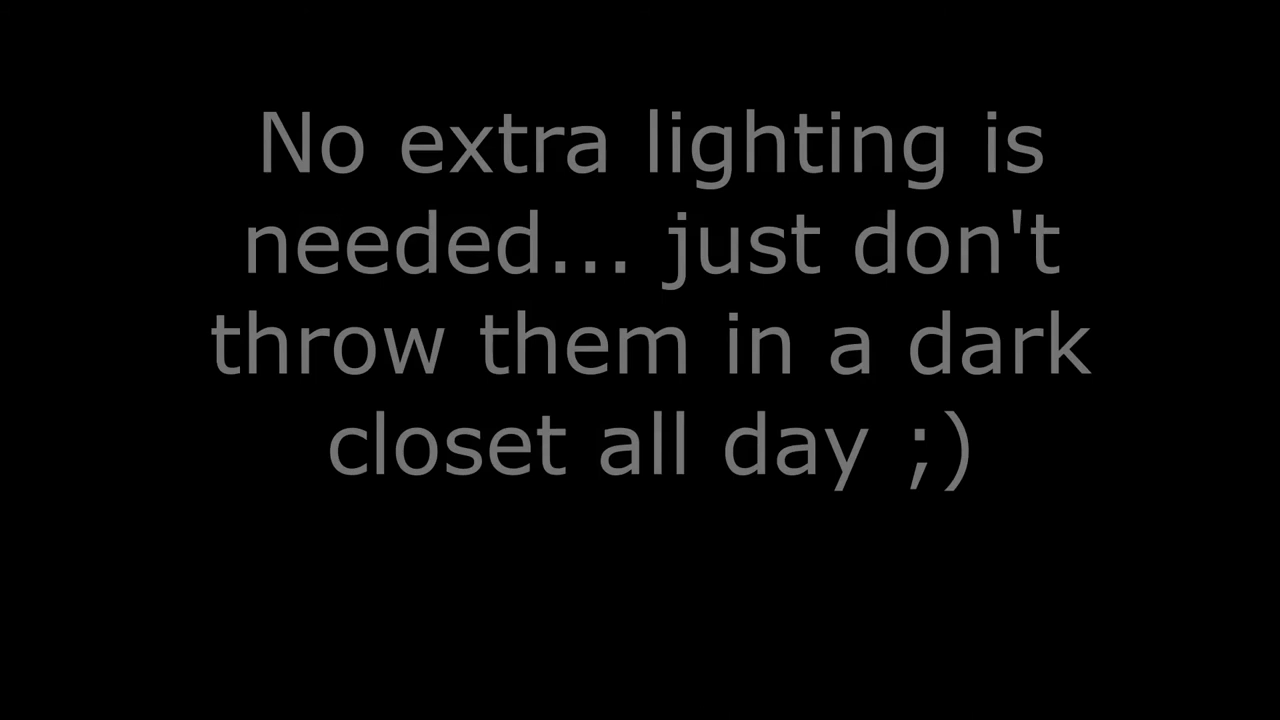 No extra lighting is
needed... just don't
throw them in a dark
closet all day ;)